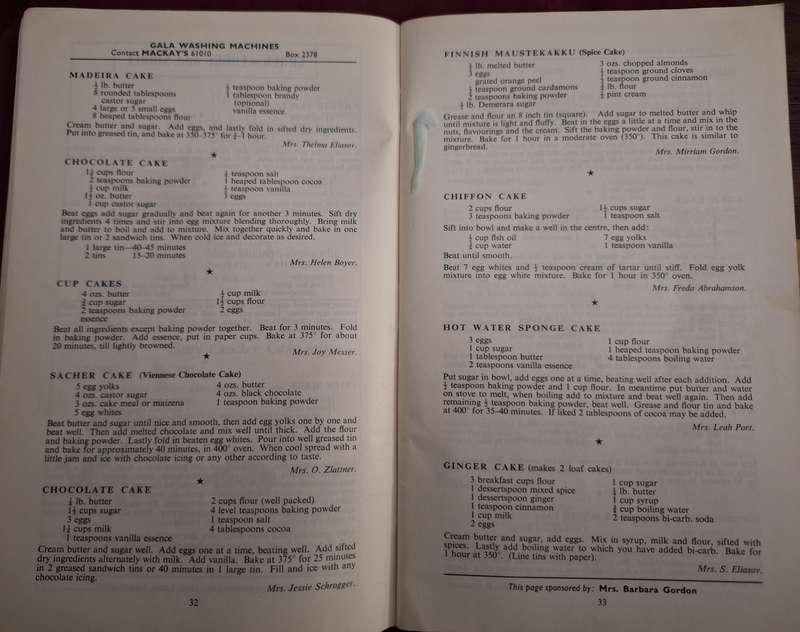 GALA WASHING MACHINES
Contact MACKAY'S 61010 Box 2378
MADEIRA CAKE
½ lb. butter
8 rounded tablespoons
castor sugar
4 large or 5 small eggs
8 heaped tablespoons flour
½ teaspoon baking powder
1 tablespoon brandy
(optional)
vanilla essence
Cream butter and sugar. Add eggs, and lastly fold in sifted dry ingredients.
Put into greased tin, and bake at 350-375° for ¾-1 hour.
Mrs. Thelma Eliasov.
CHOCOLATE CAKE
1¼ cups flour
2 teaspoons baking powder
½ cup milk
1½ oz. butter
1 cup castor sugar
¼ teaspoon salt
1 heaped tablespoon cocoa
½ teaspoon vanilla
3 eggs
Beat eggs add sugar gradually and beat again for another 3 minutes. Sift dry
ingredients 4 times and stir into egg mixture blending thoroughly. Bring milk
and butter to boil and add to mixture. Mix together quickly and bake in one
large tin or 2 sandwich tins. When cold ice and decorate as desired.
1 large tin—40-45 minutes
2 tins 15-20 minutes
Mrs. Helen Boyer.
CUP CAKES
4 ozs. butter
¾ cup sugar
2 teaspoons baking powder
essence
½ cup milk
1½ cups flour
2 eggs
Beat all ingredients except baking powder together. Beat for 3 minutes. Fold
in baking powder. Add essence, put in paper cups. Bake at 375° for about
20 minutes, till lightly browned.
Mrs. Joy Messer.
SACHER CAKE (Viennese Chocolate Cake)
5 egg yolks
4 ozs. castor sugar
3 ozs. cake meal or maizena
5 egg whites
4 ozs. butter
4 ozs. black chocolate
1 teaspoon baking powder
Beat butter and sugar until nice and smooth, then add egg yolks one by one and
beat well. Then add melted chocolate and mix well until thick. Add the flour
and baking powder. Lastly fold in beaten egg whites. Pour into well greased tin
and bake for approximately 40 minutes, in 400° oven. When cool spread with a
little jam and ice with chocolate icing or any other according to taste.
Mrs. O. Zlattner.
CHOCOLATE CAKE
¼ lb. butter
1½ cups sugar
3 eggs
1½ cups milk
1 teaspoons vanilla essence
2 cups flour (well packed)
4 level teaspoons baking powder
1 teaspoon salt
4 tablespoons cocoa
Cream butter and sugar well. Add eggs one at a time, beating well. Add sifted
dry ingredients alternately with milk. Add vanilla. Bake at 375° for 25 minutes
in 2 greased sandwich tins or 40 minutes in 1 large tin. Fill and ice with any
chocolate icing.
Mrs. Jessie Schrogger.
32
FINNISH MAUSTEKAKKU (Spice Cake)
½ lb. melted butter
3 eggs
grated orange peel
½ teaspoon ground cardamons
2 teaspoons baking powder
½ lb. Demerara sugar
3 ozs. chopped almonds
½ teaspoon ground cloves
½ teaspoon ground cinnamon
¾ lb. flour
½ pint cream
Grease and flour an 8 inch tin (square). Add sugar to melted butter and whip
until mixture is light and fluffy. Beat in the eggs a little at a time and mix in the
nuts, flavourings and the cream. Sift the baking powder and flour, stir in to the
mixture. Bake for 1 hour in a moderate oven (350°). This cake is similar to
gingerbread.
Mrs. Mirriam Gordon.
CHIFFON CAKE
2 cups flour
3 teaspoons baking powder
1½ cups sugar
1 teaspoon salt
Sift into bowl and make a well in the centre, then add:
½ cup fish oil
¾ cup water
7 egg yolks
1 teaspoon vanilla
Beat until smooth.
Beat 7 egg whites and ½ teaspoon cream of tartar until stiff. Fold egg yolk
mixture into egg white mixture. Bake for 1 hour in 350° oven.
Mrs. Freda Abrahamson.
HOT WATER SPONGE CAKE
3 eggs
1 cup sugar
1 tablespoon butter
2 teaspoons vanilla essence
1 cup flour
1 heaped teaspoon baking powder
4 tablespoons boiling water
Put sugar in bowl, add eggs one at a time, beating well after each addition. Add
½ teaspoon baking powder and 1 cup flour. In meantime put butter and water
on stove to melt, when boiling add to mixture and beat well again. Then add
remaining ½ teaspoon baking powder, beat well. Grease and flour tin and bake
at 400° for 35-40 minutes. If liked 2 tablespoons of cocoa may be added.
Mrs. Leah Port.
GINGER CAKE (makes 2 loaf cakes)
3 breakfast cups flour
1 dessertspoon mixed spice
1 dessertspoon ginger
1 teaspoon cinnamon
1 cup milk
2 eggs
1 cup sugar
½ lb. butter
1 cup syrup
¾ cup boiling water
2 teaspoons bi-carb. soda
Cream butter and sugar, add eggs. Mix in syrup, milk and flour, sifted with
spices. Lastly add boiling water to which you have added bi-carb. Bake for
1 hour at 350°. (Line tins with paper).
Mrs. S. Eliasov.
This page sponsored by: Mrs. Barbara Gordon
33